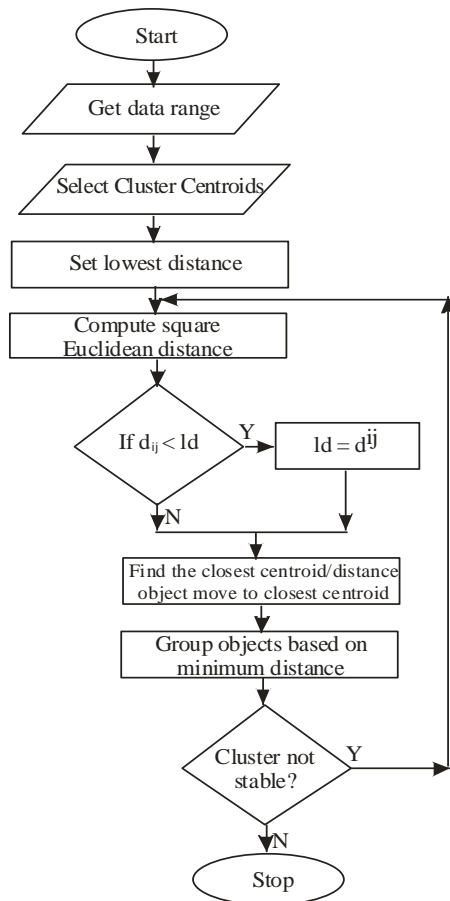 Start
Get data range
Select Cluster Centroids
Set lowest distance
Compute square
Euclidean distance
If dᵢⱼ < ld
Y
ld = dij
N
Find the closest centroid/distance
object move to closest centroid
Group objects based on
minimum distance
Cluster not
stable?
Y
N
Stop